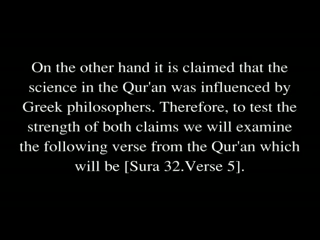 On the other hand it is claimed that the
science in the Qur'an was influenced by
Greek philosophers. Therefore, to test the
strength of both claims we will examine
the following verse from the Qur'an which
will be [Sura 32.Verse 5].